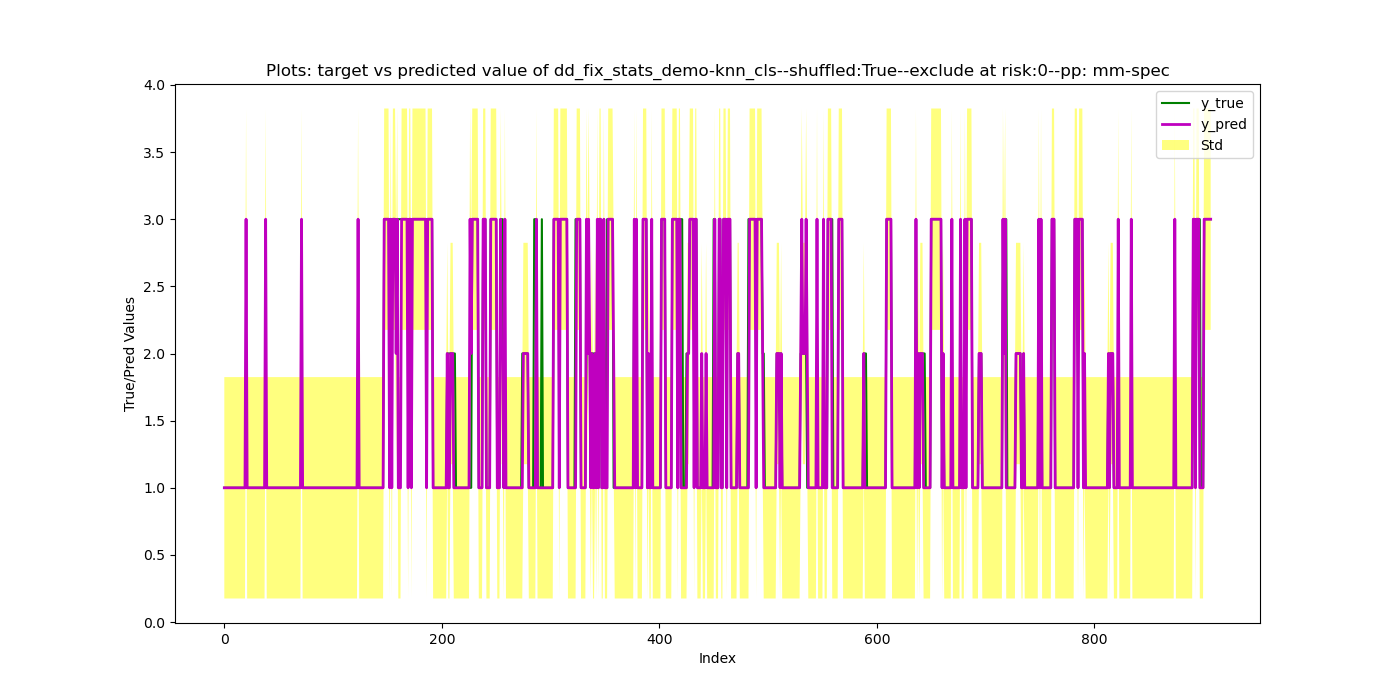 Plots: target vs predicted value of dd_fix_stats_demo-knn_cls--shuffled:True--exclude at risk:0--pp: mm-spec
y_true
y_pred
Std
True/Pred Values
4.0
3.5
3.0
2.5
2.0
1.5
1.0
0.5
0.0
0
200
400
600
800
Index